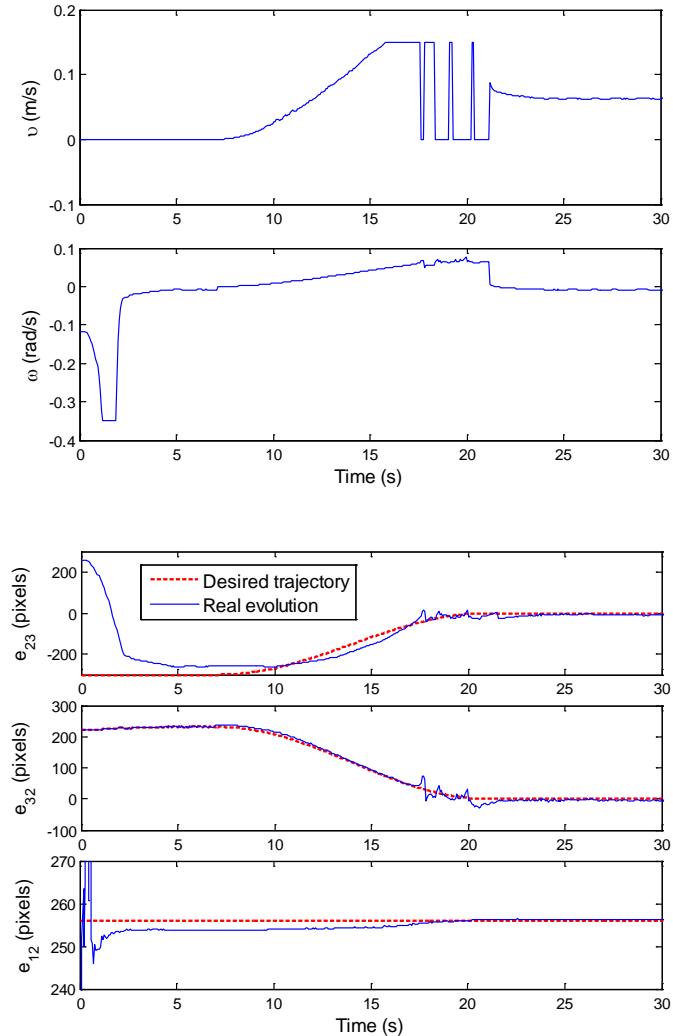 0.2
0.1
0
-0.1
υ (m/s)
0 5 10 15 20 25 30
0.1
0
-0.1
-0.2
-0.3
-0.4
ω (rad/s)
0 5 10 15 20 25 30
Time (s)
200
0
-200
e23 (pixels)
Desired trajectory
Real evolution
0 5 10 15 20 25 30
300
200
100
0
-100
e32 (pixels)
0 5 10 15 20 25 30
270
260
250
240
e12 (pixels)
0 5 10 15 20 25 30
Time (s)